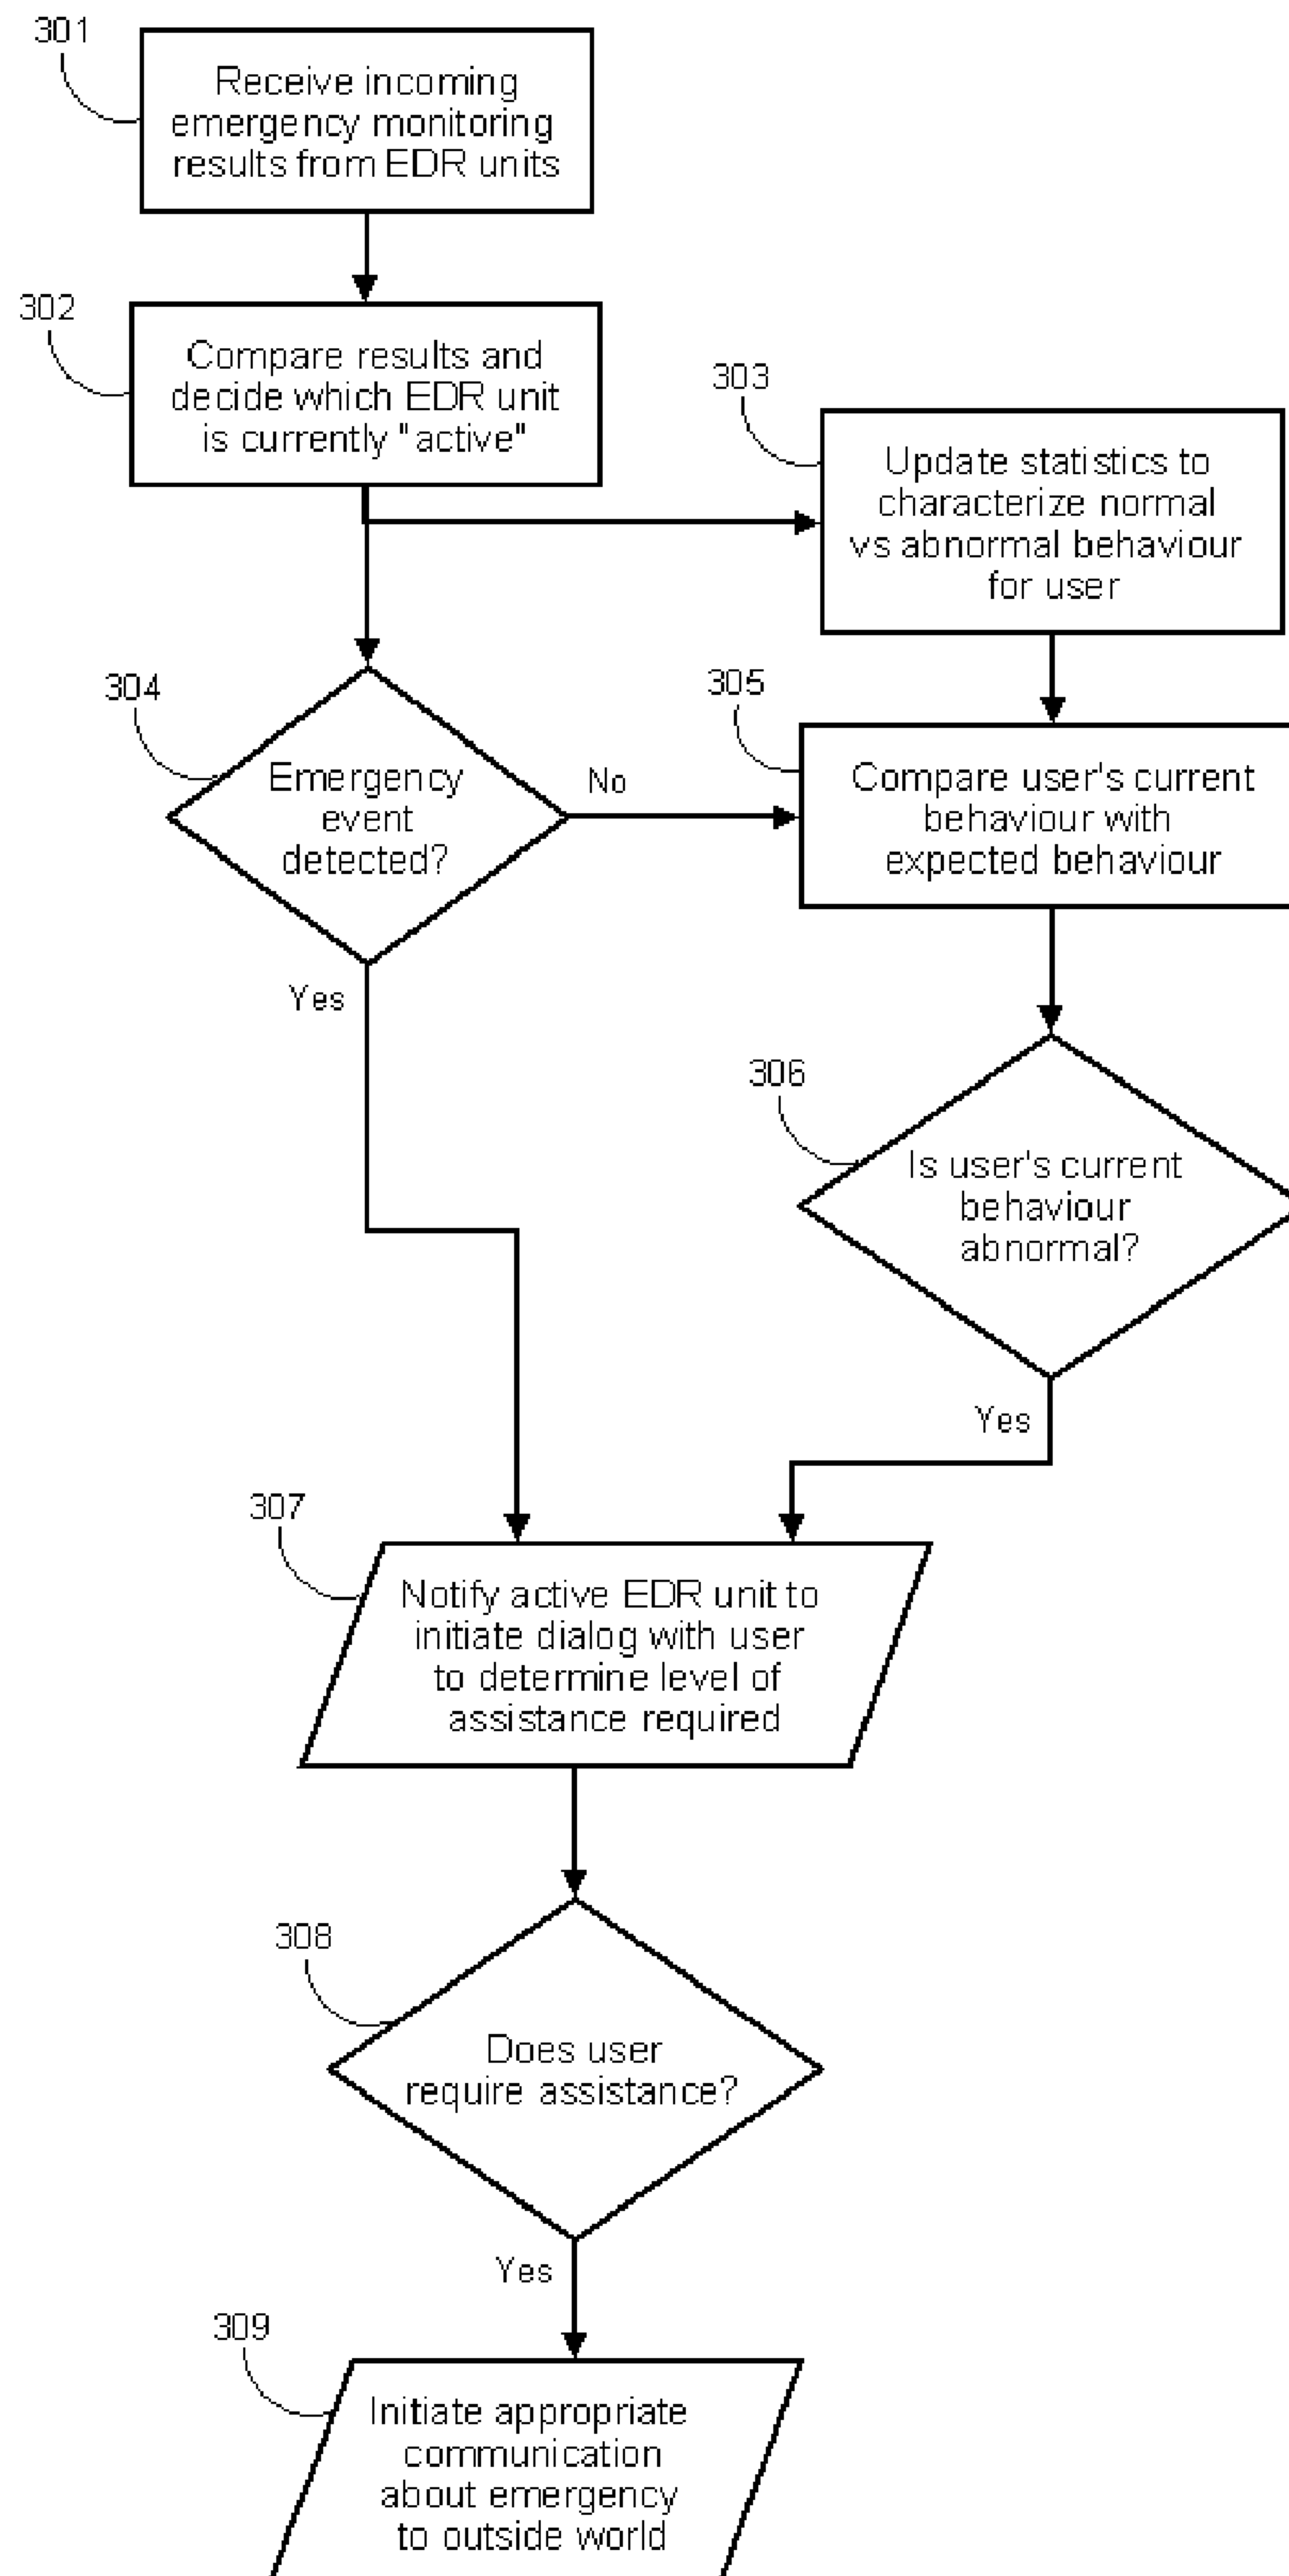 301
Receive incoming
emergency monitoring
results from EDR units
302
Compare results and
decide which EDR unit
is currently "active"
303
Update statistics to
characterize normal
vs abnormal behaviour
for user
304
Emergency
event
detected?
No
Yes
305
Compare user's current
behaviour with
expected behaviour
306
Is user's current
behaviour
abnormal?
Yes
307
Notify active EDR unit to
initiate dialog with user
to determine level of
assistance required
308
Does user
require assistance?
Yes
309
Initiate appropriate
communication
about emergency
to outside world